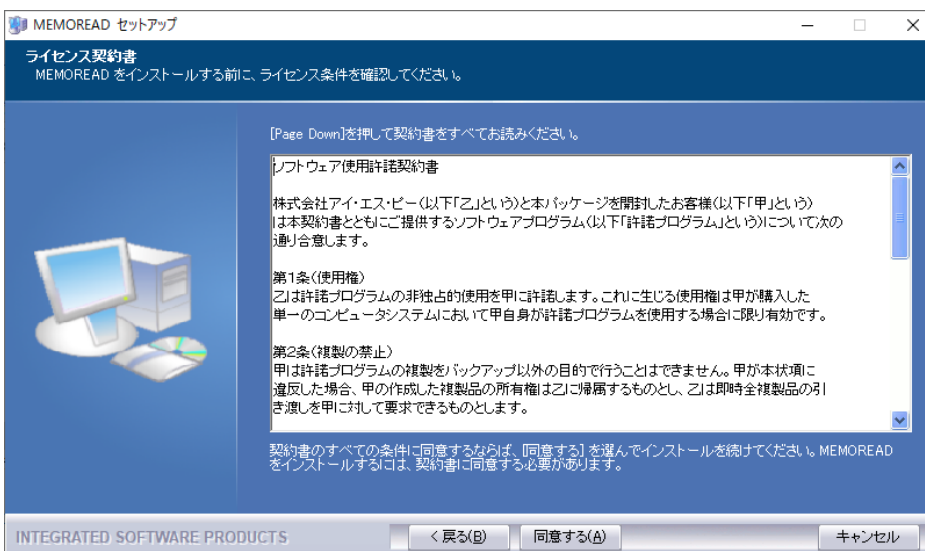 MEMOREAD セットアップ
ライセンス契約書
MEMOREAD をインストールする前に、ライセンス条件を確認してください。
[Page Down]を押して契約書をすべてお読みください。
ソフトウェア使用許諾契約書
株式会社アイ・エス・ピー(以下「乙」という)と本パッケージを開封したお客様(以下「甲」という)
は本契約書とともにご提供するソフトウェアプログラム(以下「許諾プログラム」という)について次の
通り合意します。
第1条(使用権)
乙は許諾プログラムの非独占的使用を甲に許諾します。これに生じる使用権は甲が購入した
単一のコンピュータシステムにおいて甲自身が許諾プログラムを使用する場合に限り有効です。
第2条(複製の禁止)
甲は許諾プログラムの複製をバックアップ以外の目的で行うことはできません。甲が本状項に
違反した場合、甲の作成した複製品の所有権は乙に帰属するものとし、乙は即時全複製品の引
き渡しを甲に対して要求できるものとします。
契約書のすべての条件に同意するならば、[同意する] を選んでインストールを続けてください。MEMOREAD
をインストールするには、契約書に同意する必要があります。
INTEGRATED SOFTWARE PRODUCTS
< 戻る(B)
同意する(A)
キャンセル